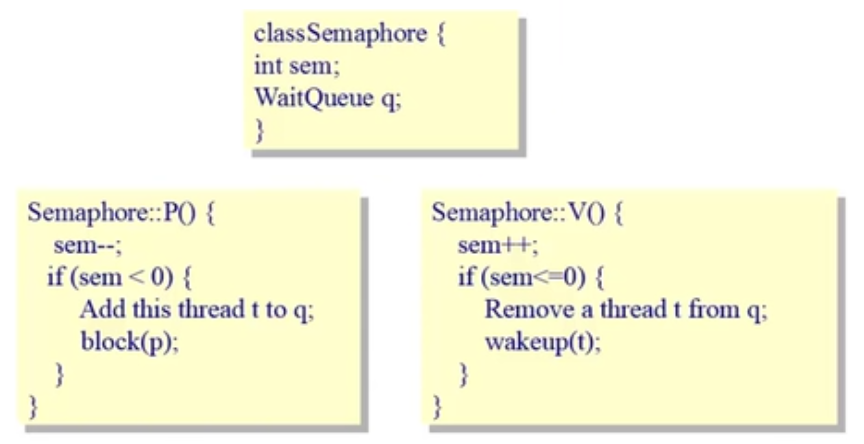 classSemaphore {
int sem;
WaitQueue q;
}
Semaphore::P() {
sem--;
if (sem < 0) {
Add this thread t to q;
block(p);
}
}
Semaphore::V() {
sem++;
if (sem<=0) {
Remove a thread t from q;
wakeup(t);
}
}